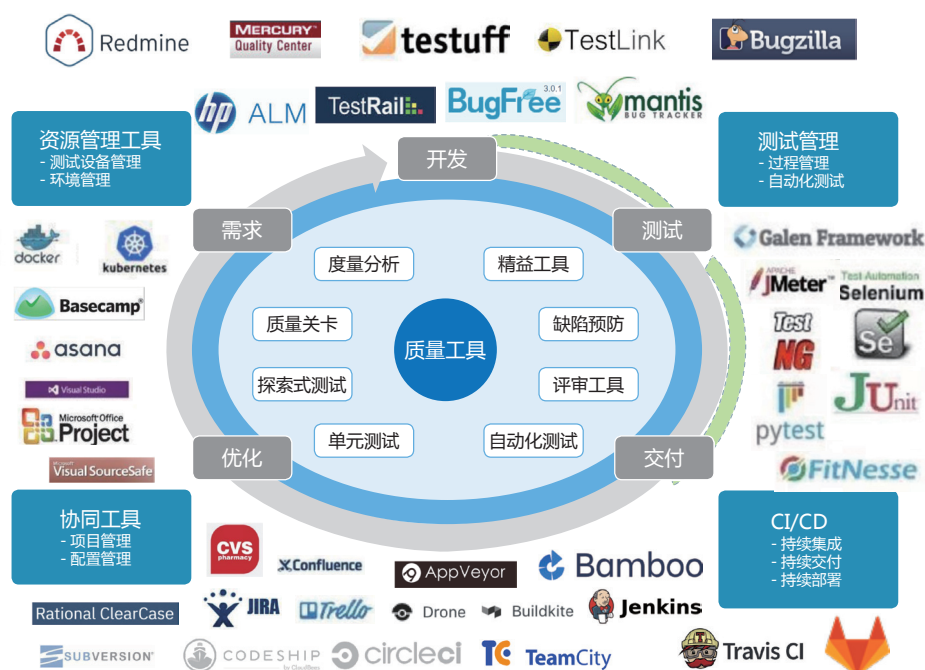 Redmine
MERCURY™
Quality Center
testuff
TestLink
Bugzilla
hp ALM
TestRail
BugFree
3.0.1
mantis
BUG TRACKER
资源管理工具
- 测试设备管理
- 环境管理
开发
测试管理
- 过程管理
- 自动化测试
需求
测试
docker
kubernetes
Basecamp®
asana
Visual Studio
Microsoft Office
Project
Visual SourceSafe
度量分析
精益工具
质量关卡
缺陷预防
质量工具
探索式测试
评审工具
单元测试
自动化测试
优化
交付
Galen Framework
APACHE
JMeter™
Test Automation
Selenium
Se
Test
NG
JUnit
pytest
FitNesse
协同工具
- 项目管理
- 配置管理
CI/CD
- 持续集成
- 持续交付
- 持续部署
CVS
pharmacy
Confluence
AppVeyor
Bamboo
Rational ClearCase
JIRA
Trello
Drone
Buildkite
Jenkins
SUBVERSION
CODESHIP
by CloudBees
circleci
TC
TeamCity
Travis CI